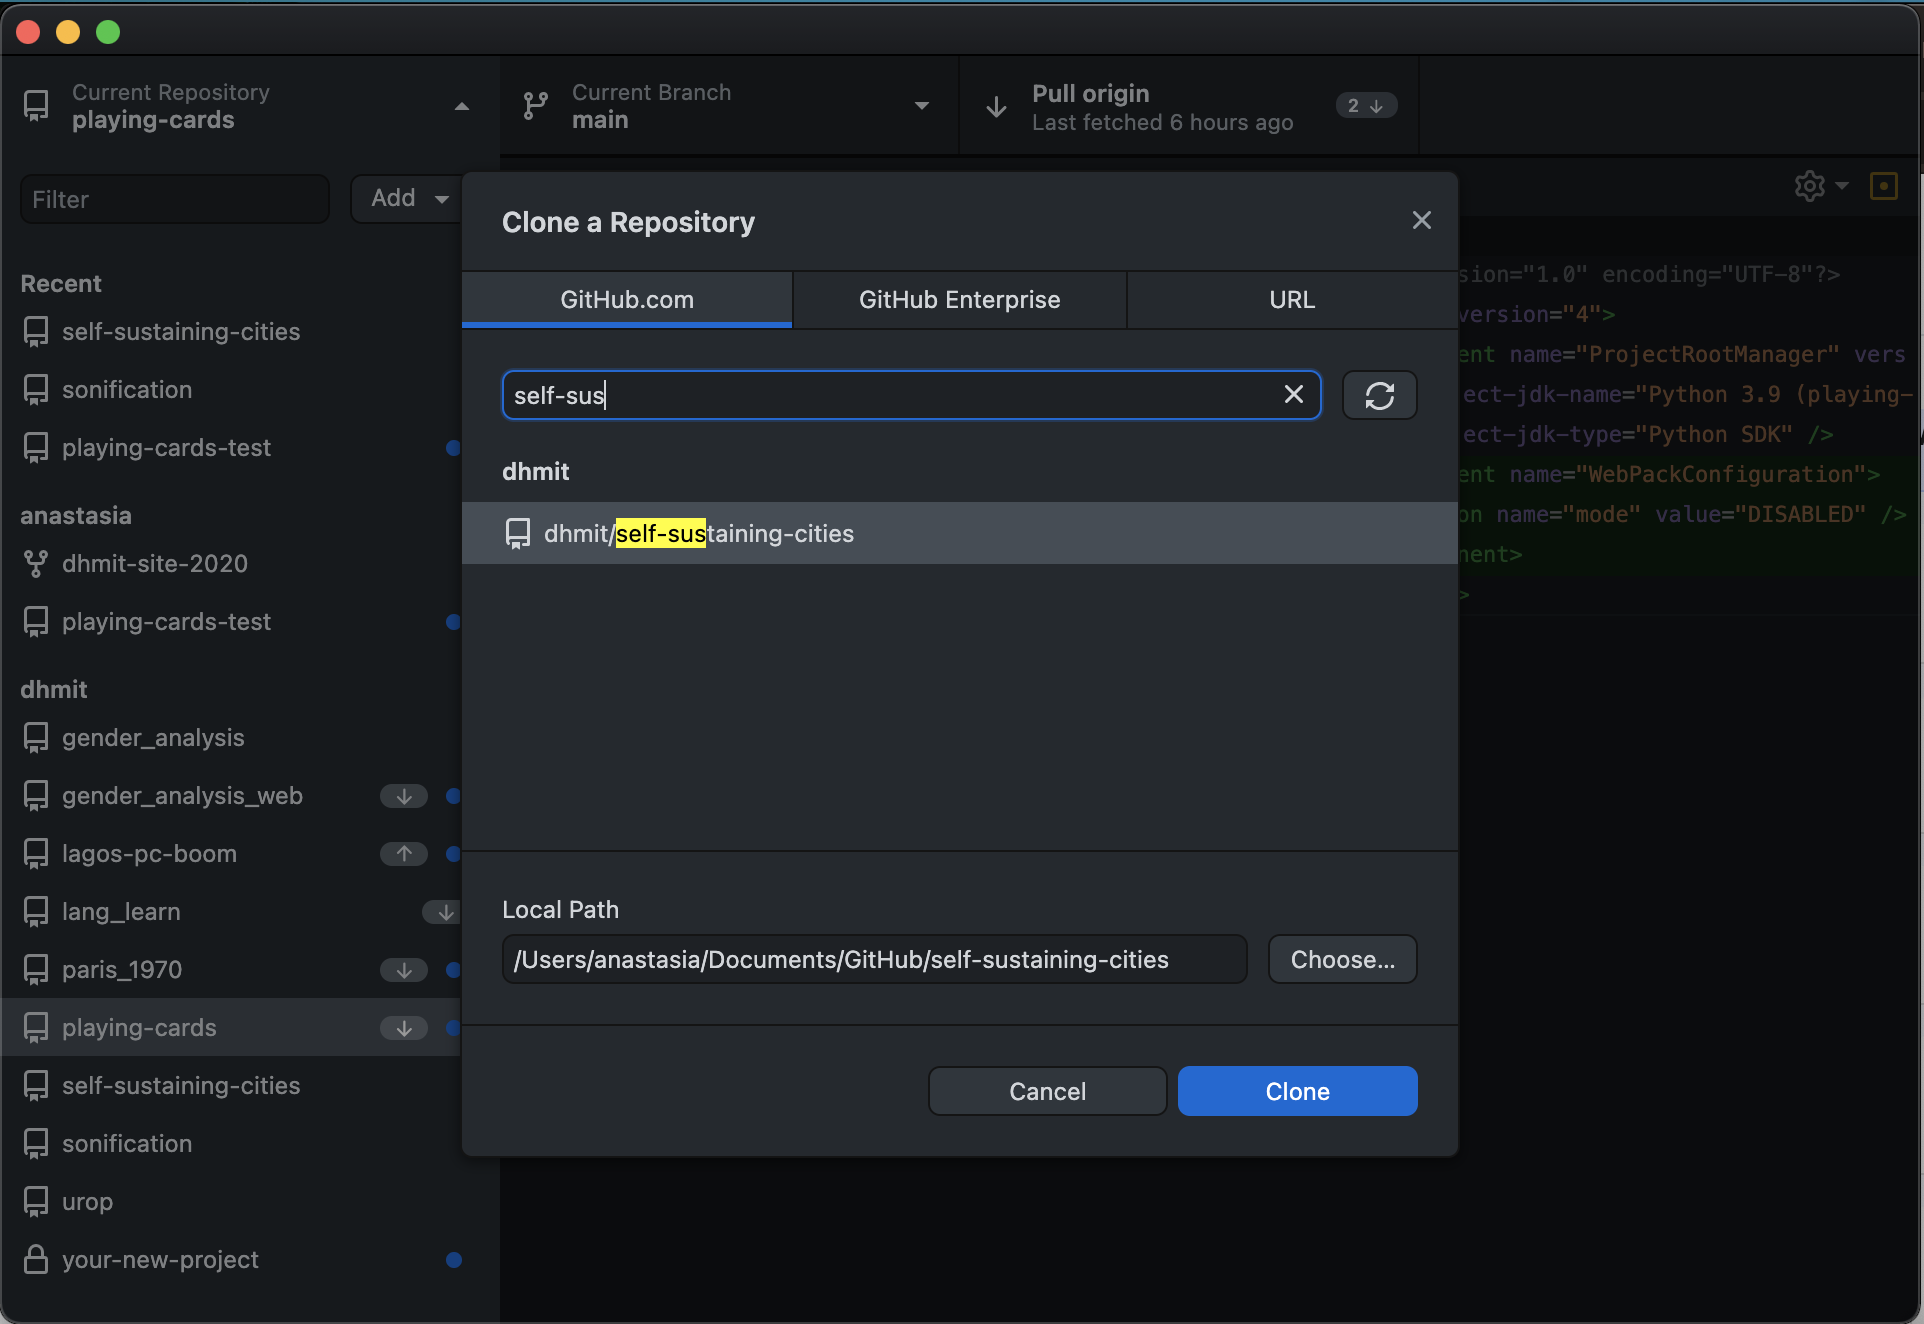 Current Repository
playing-cards
Current Branch
main
Pull origin
Last fetched 6 hours ago
2
Filter
Add
Recent
self-sustaining-cities
sonification
playing-cards-test
anastasia
dhmit-site-2020
playing-cards-test
dhmit
gender_analysis
gender_analysis_web
lagos-pc-boom
lang_learn
paris_1970
playing-cards
self-sustaining-cities
sonification
urop
your-new-project
Clone a Repository
GitHub.com
GitHub Enterprise
URL
self-sus
dhmit
dhmit/self-sustaining-cities
Local Path
/Users/anastasia/Documents/GitHub/self-sustaining-cities
Choose...
Cancel
Clone
sion="1.0" encoding="UTF-8"?>
version="4">
ent name="ProjectRootManager" vers
ect-jdk-name="Python 3.9 (playing-
ect-jdk-type="Python SDK" />
ent name="WebPackConfiguration">
on name="mode" value="DISABLED" />
nent>
>